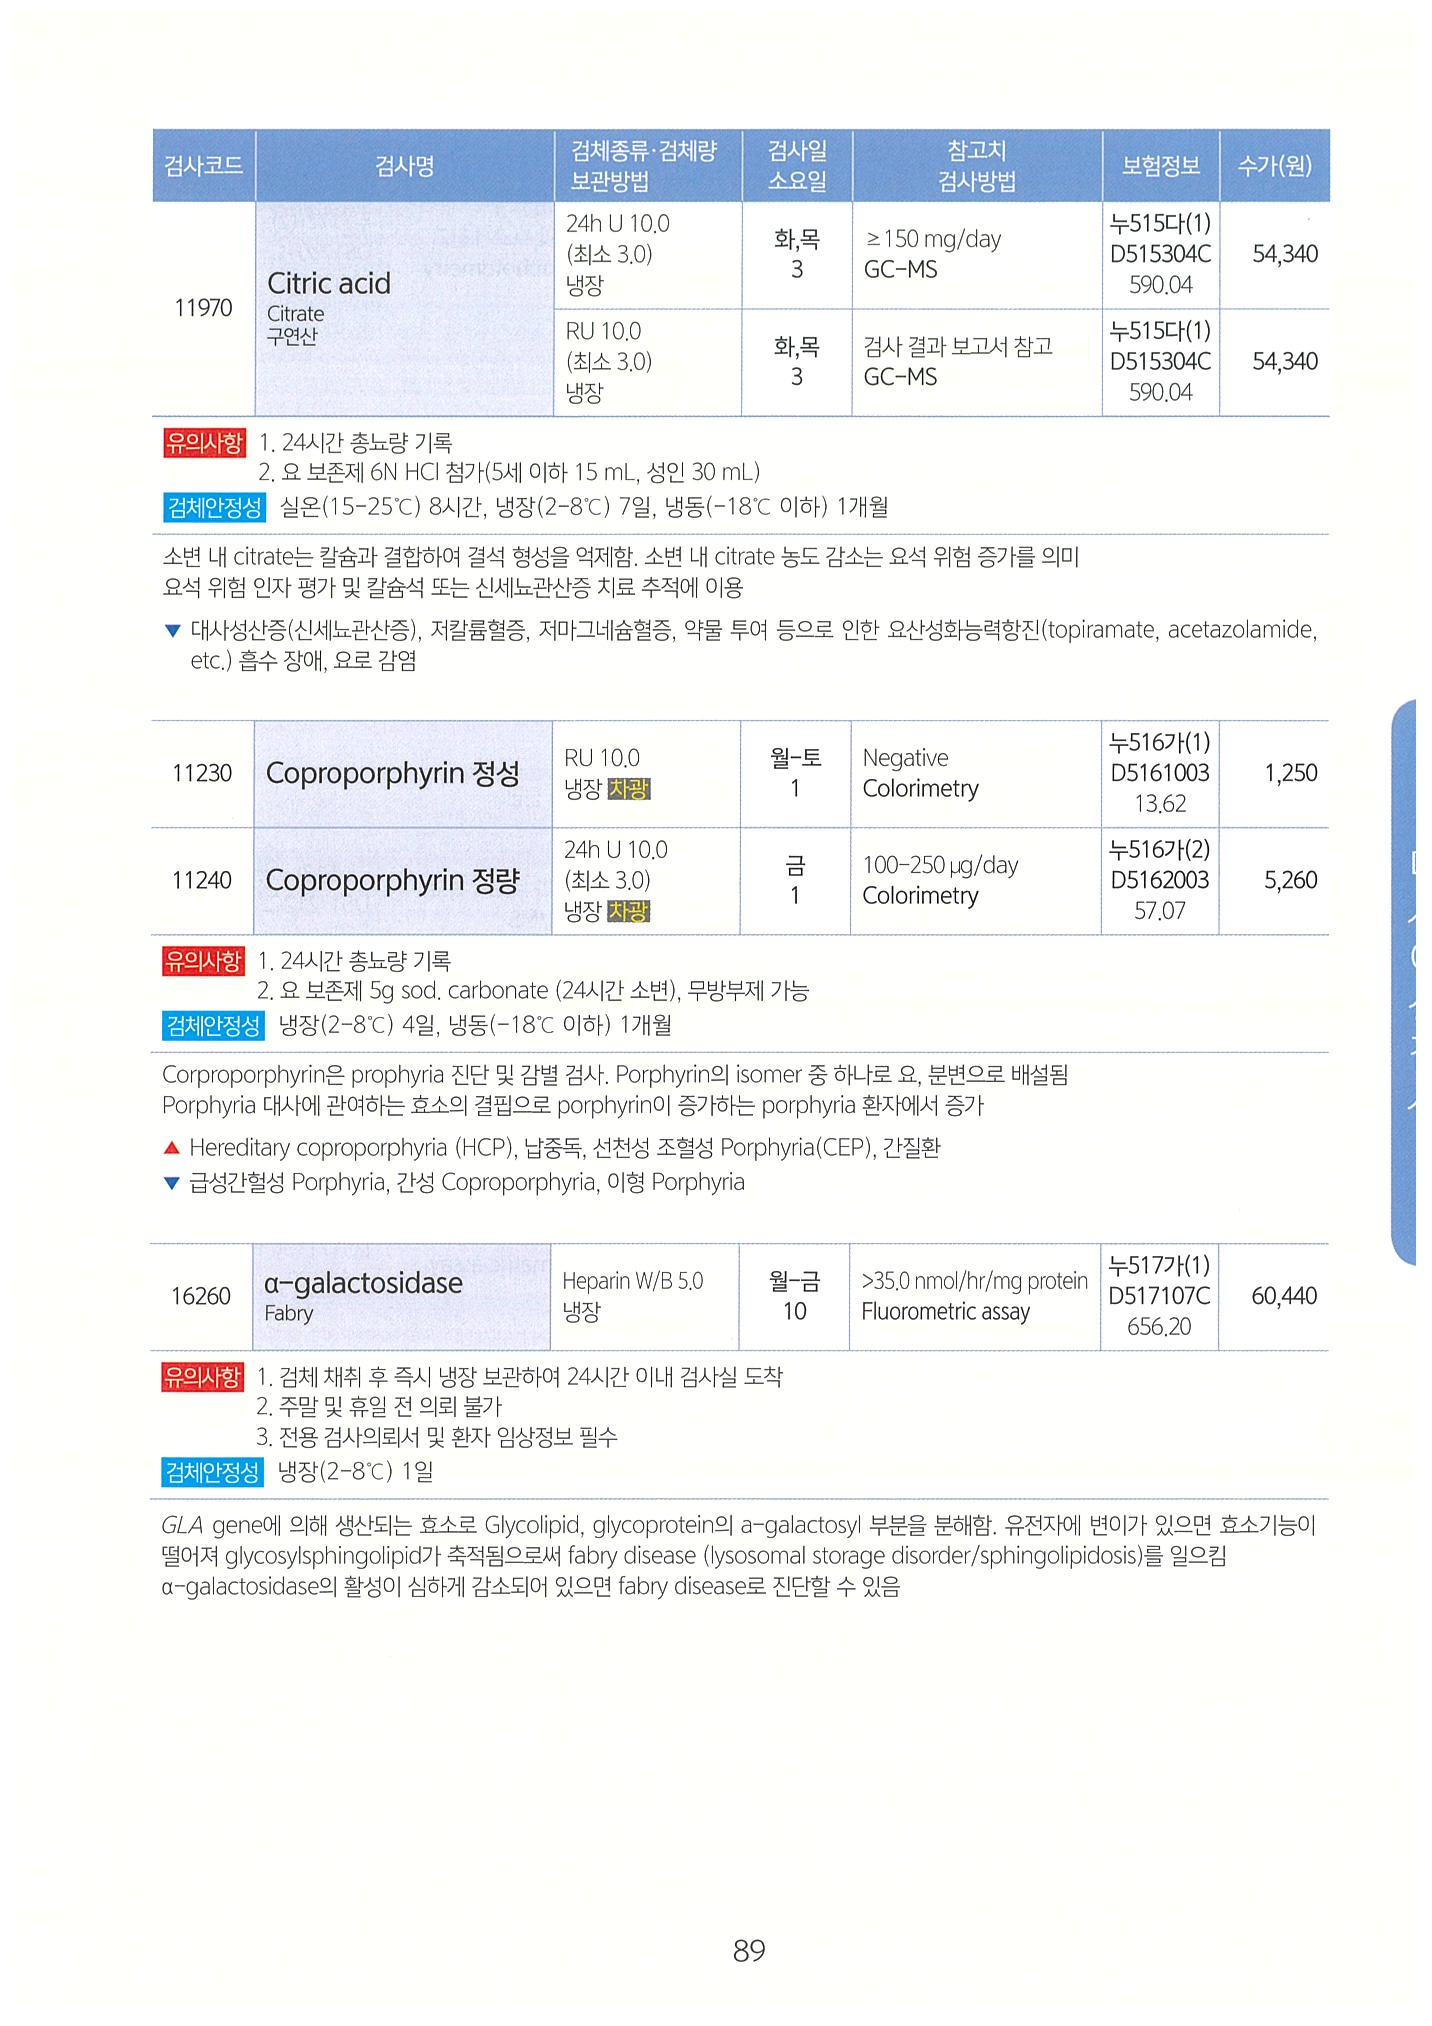 검사코드 검사명 검체종류·검체량 보관방법 검사일 소요일 참고치 검사방법 보험정보 수가(원)
11970
Citric acid
Citrate
구연산
24h U 10.0
(최소 3.0)
냉장
화,목
3
≥150 mg/day
GC-MS
누515다(1)
D515304C
590.04
54,340
RU 10.0
(최소 3.0)
냉장
화,목
3
검사 결과 보고서 참고
GC-MS
누515다(1)
D515304C
590.04
54,340
유의사항 1. 24시간 총뇨량 기록
2. 요 보존제 6N HCl 첨가(5세 이하 15 mL, 성인 30 mL)
검체안정성 실온(15-25℃) 8시간, 냉장(2-8℃) 7일, 냉동(-18℃ 이하) 1개월
소변 내 citrate는 칼슘과 결합하여 결석 형성을 억제함. 소변 내 citrate 농도 감소는 요석 위험 증가를 의미
요석 위험 인자 평가 및 칼슘석 또는 신세뇨관산증 치료 추적에 이용
▼ 대사성산증(신세뇨관산증), 저칼륨혈증, 저마그네슘혈증, 약물 투여 등으로 인한 요산성화능력항진(topiramate, acetazolamide,
etc.) 흡수 장애, 요로 감염
11230
Coproporphyrin 정성
RU 10.0
냉장 차광
월-토
1
Negative
Colorimetry
누516가(1)
D5161003
13.62
1,250
11240
Coproporphyrin 정량
24h U 10.0
(최소 3.0)
냉장 차광
금
1
100-250 μg/day
Colorimetry
누516가(2)
D5162003
57.07
5,260
유의사항 1. 24시간 총뇨량 기록
2. 요 보존제 5g sod. carbonate (24시간 소변), 무방부제 가능
검체안정성 냉장(2-8℃) 4일, 냉동(-18℃ 이하) 1개월
Corproporphyrin은 prophyria 진단 및 감별 검사. Porphyrin의 isomer 중 하나로 요, 분변으로 배설됨
Porphyria 대사에 관여하는 효소의 결핍으로 porphyrin이 증가하는 porphyria 환자에서 증가
▲ Hereditary coproporphyria (HCP), 납중독, 선천성 조혈성 Porphyria(CEP), 간질환
▼ 급성간헐성 Porphyria, 간성 Coproporphyria, 이형 Porphyria
16260
α-galactosidase
Fabry
Heparin W/B 5.0
냉장
월-금
10
>35.0 nmol/hr/mg protein
Fluorometric assay
누517가(1)
D517107C
656.20
60,440
유의사항 1. 검체 채취 후 즉시 냉장 보관하여 24시간 이내 검사실 도착
2. 주말 및 휴일 전 의뢰 불가
3. 전용 검사의뢰서 및 환자 임상정보 필수
검체안정성 냉장(2-8℃) 1일
GLA gene에 의해 생산되는 효소로 Glycolipid, glycoprotein의 a-galactosyl 부분을 분해함. 유전자에 변이가 있으면 효소기능이
떨어져 glycosylsphingolipid가 축적됨으로써 fabry disease (lysosomal storage disorder/sphingolipidosis)를 일으킴
α-galactosidase의 활성이 심하게 감소되어 있으면 fabry disease로 진단할 수 있음
89